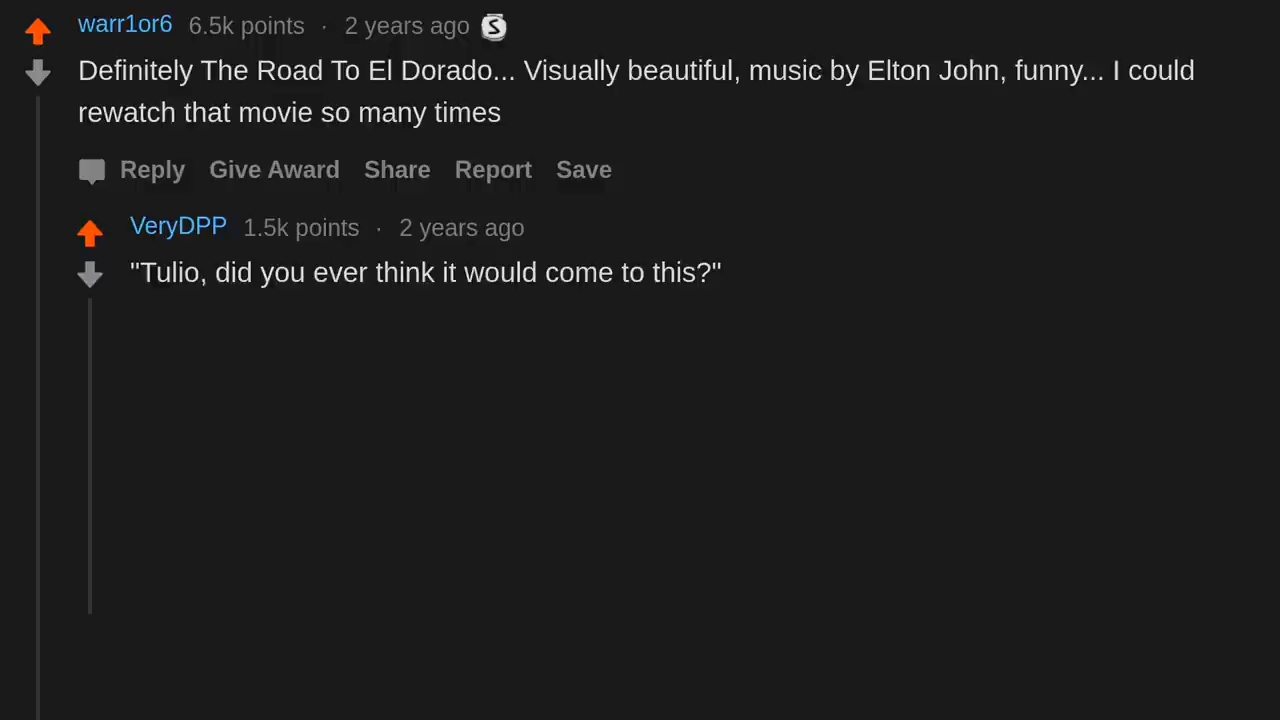 warr1or6 6.5k points · 2 years ago S
Definitely The Road To El Dorado... Visually beautiful, music by Elton John, funny... I could
rewatch that movie so many times
Reply Give Award Share Report Save
VeryDPP 1.5k points · 2 years ago
"Tulio, did you ever think it would come to this?"